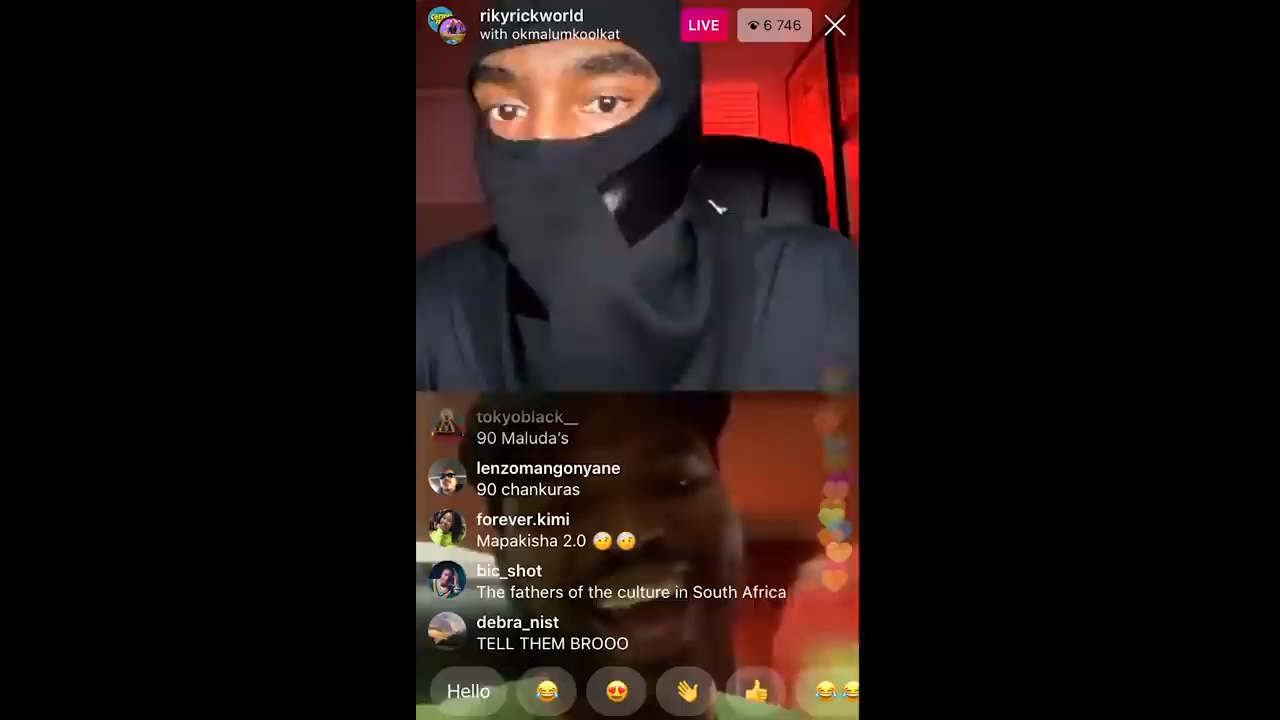 rikyrickworld
with okmalumkoolkat
LIVE
6 746
tokyoblack__
90 Maluda's
lenzomangonyane
90 chankuras
forever.kimi
Mapakisha 2.0 🤕🤕
bic_shot
The fathers of the culture in South Africa
debra_nist
TELL THEM BROOO
Hello